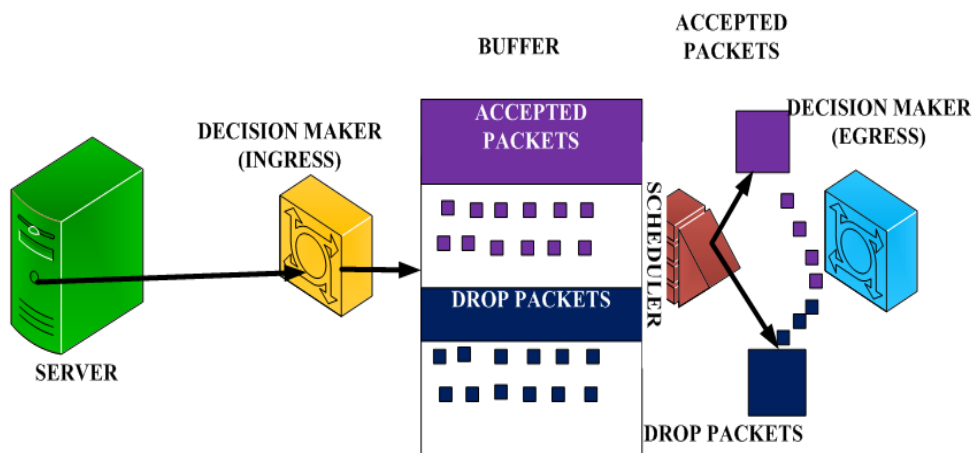 BUFFER
ACCEPTED
PACKETS
DECISION MAKER
(INGRESS)
ACCEPTED
PACKETS
DECISION MAKER
(EGRESS)
SCHEDULER
DROP PACKETS
SERVER
DROP PACKETS